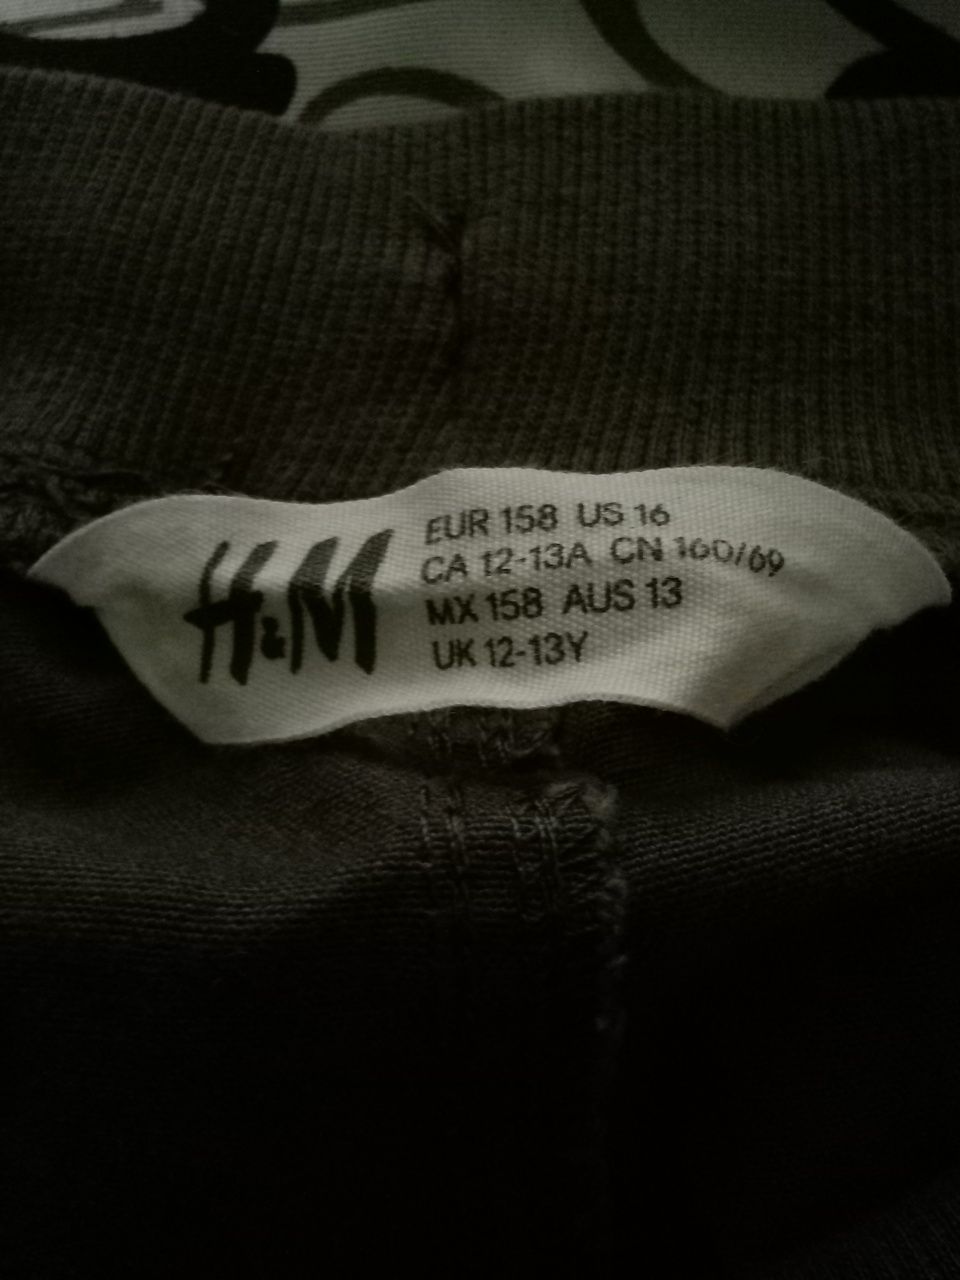 H&M
EUR 158 US 16
CA 12-13A CN 160/69
MX 158 AUS 13
UK 12-13Y